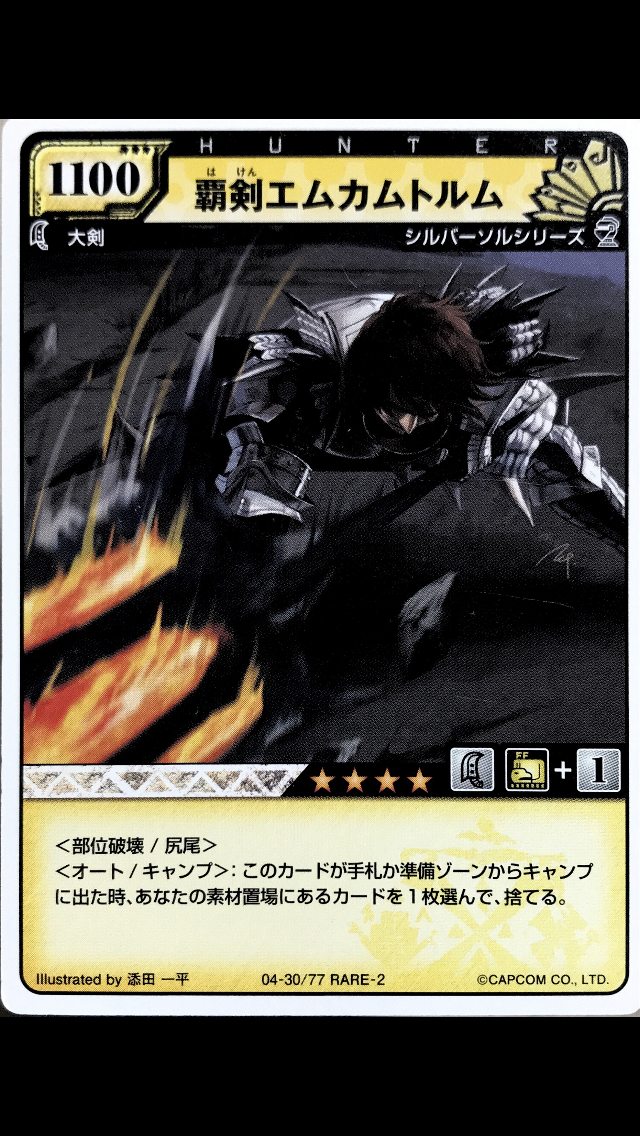 HUNTER
1100
は けん
覇剣エムカムトルム
大剣
シルバーソルシリーズ
FF
+
1
＜部位破壊 / 尻尾＞
＜オート / キャンプ＞：このカードが手札か準備ゾーンからキャンプ
に出た時、あなたの素材置場にあるカードを１枚選んで、捨てる。
Illustrated by 添田 一平
04-30/77 RARE-2
©CAPCOM CO., LTD.